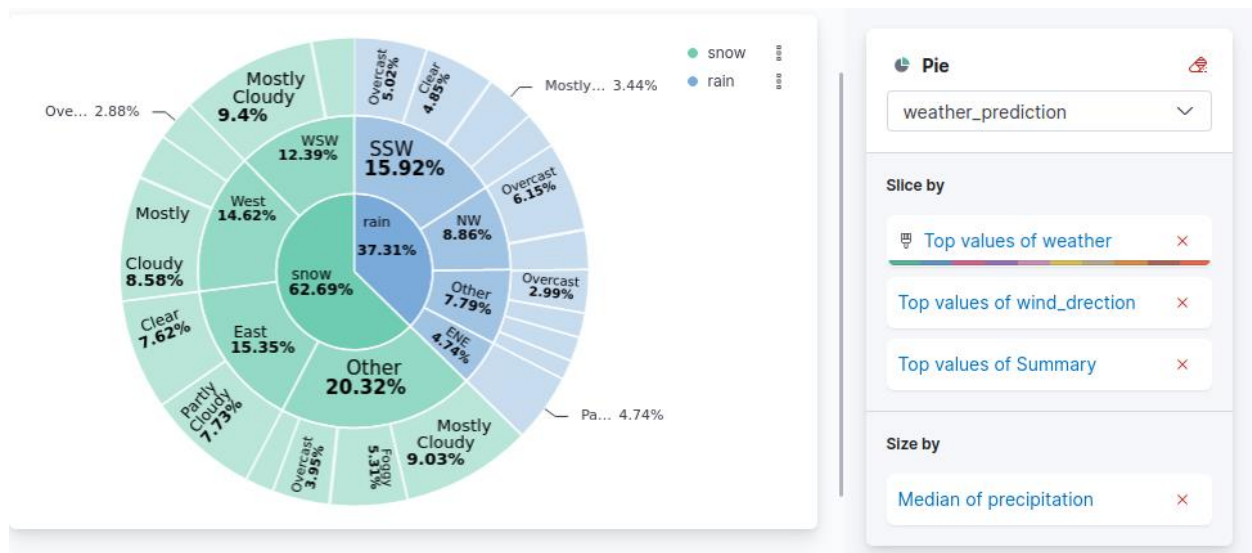 snow
rain
Pie
weather_prediction
Slice by
Top values of weather
Top values of wind_drection
Top values of Summary
Size by
Median of precipitation
Overcast
5.02%
Clear
4.85%
Mostly... 3.44%
Overcast
6.15%
Overcast
2.99%
Pa... 4.74%
Mostly
Cloudy
9.03%
Foggy
5.31%
Overcast
3.95%
Partly
Cloudy
7.73%
Clear
7.62%
Mostly
Cloudy
8.58%
Ove... 2.88%
Mostly
Cloudy
9.4%
SSW
15.92%
NW
8.86%
Other
7.79%
ENE
4.74%
Other
20.32%
East
15.35%
West
14.62%
WSW
12.39%
rain
37.31%
snow
62.69%